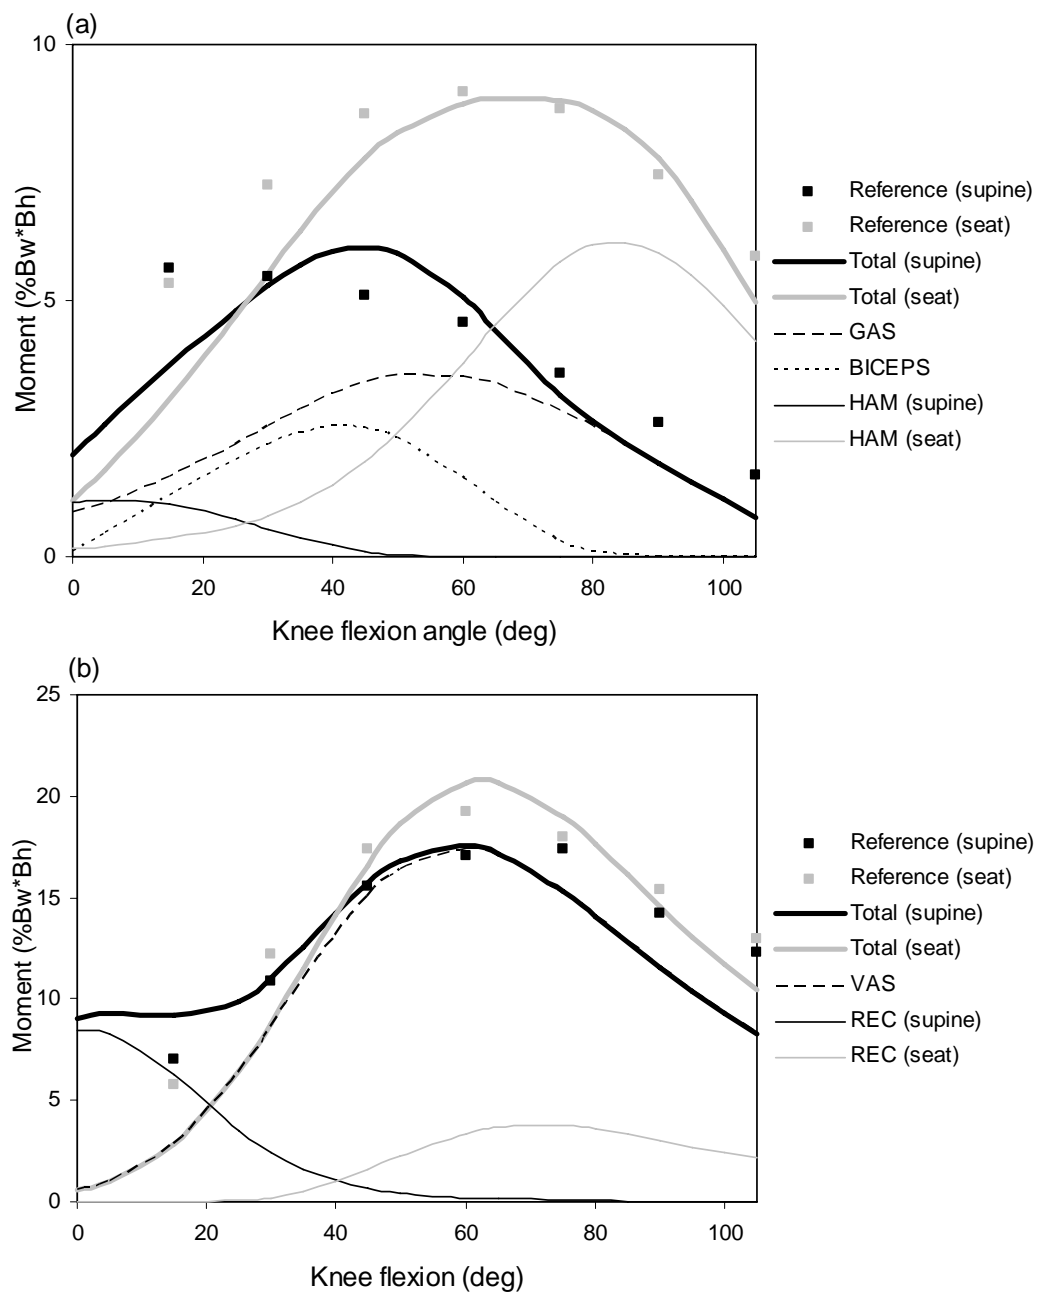 (a)
10
5
0
Moment (%Bw*Bh)
0 20 40 60 80 100
Knee flexion angle (deg)
Reference (supine)
Reference (seat)
Total (supine)
Total (seat)
GAS
BICEPS
HAM (supine)
HAM (seat)
(b)
25
20
15
10
5
0
Moment (%Bw*Bh)
0 20 40 60 80 100
Knee flexion (deg)
Reference (supine)
Reference (seat)
Total (supine)
Total (seat)
VAS
REC (supine)
REC (seat)